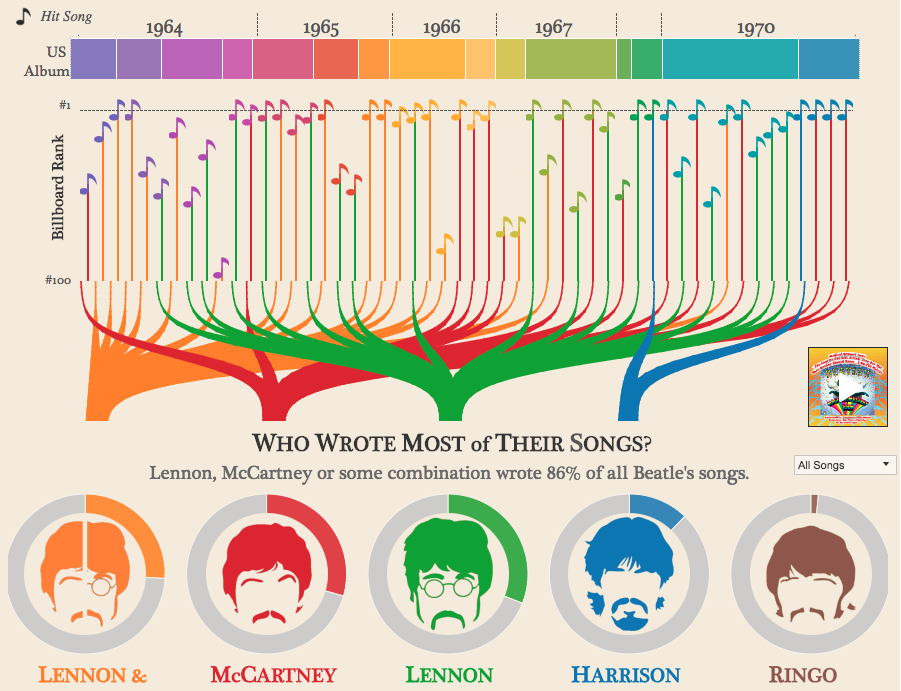 Hit Song
1964 1965 1966 1967 1970
US
Album
#1
Billboard Rank
#100
WHO WROTE MOST of THEIR SONGS?
Lennon, McCartney or some combination wrote 86% of all Beatle's songs.
All Songs
LENNON & McCARTNEY LENNON HARRISON RINGO